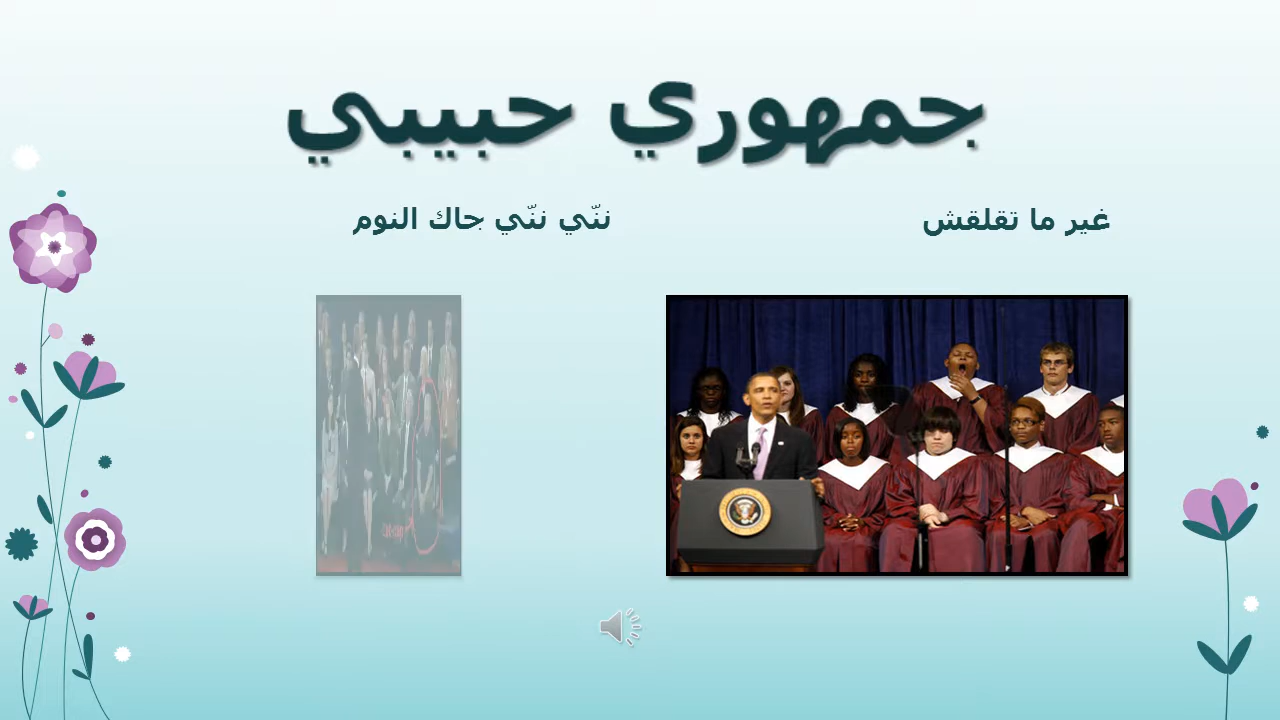 جمهوري حبيبي
غير ما تقلقش
ننّي ننّي جاك النوم